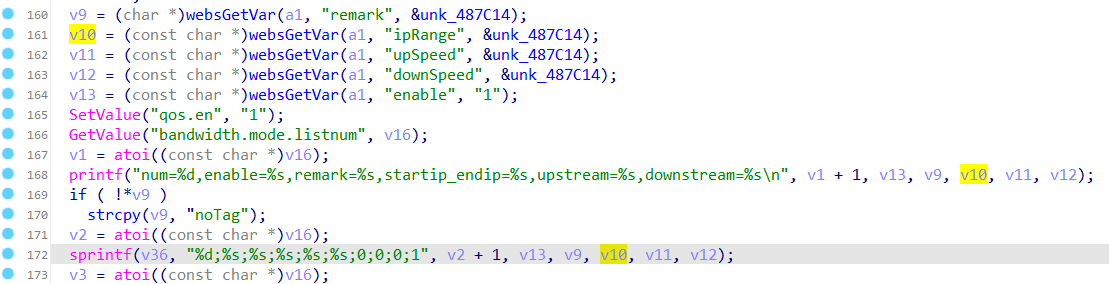 160 v9 = (char *)websGetVar(a1, "remark", &unk_487C14);
161 v10 = (const char *)websGetVar(a1, "ipRange", &unk_487C14);
162 v11 = (const char *)websGetVar(a1, "upSpeed", &unk_487C14);
163 v12 = (const char *)websGetVar(a1, "downSpeed", &unk_487C14);
164 v13 = (const char *)websGetVar(a1, "enable", "1");
165 SetValue("qos.en", "1");
166 GetValue("bandwidth.mode.listnum", v16);
167 v1 = atoi((const char *)v16);
168 printf("num=%d,enable=%s,remark=%s,startip_endip=%s,upstream=%s,downstream=%s\n", v1 + 1, v13, v9, v10, v11, v12);
169 if ( !*v9 )
170 strcpy(v9, "noTag");
171 v2 = atoi((const char *)v16);
172 sprintf(v36, "%d;%s;%s;%s;%s;%s;0;0;0;1", v2 + 1, v13, v9, v10, v11, v12);
173 v3 = atoi((const char *)v16);